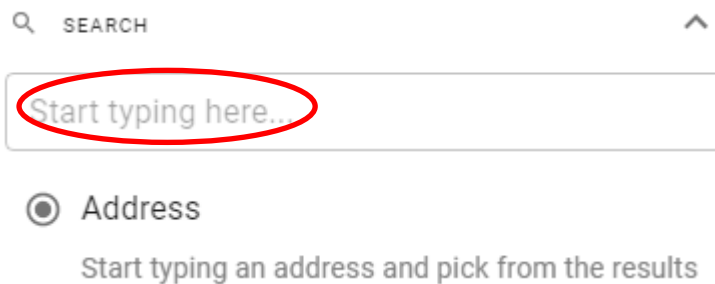 SEARCH
Start typing here...
Address
Start typing an address and pick from the results